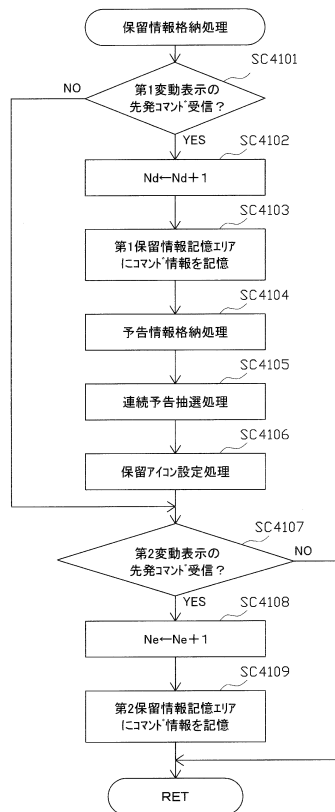 保留情報格納処理
SC4101
第1変動表示の
先発コマンド受信?
NO
YES
SC4102
Nd←Nd+1
SC4103
第1保留情報記憶エリア
にコマンド情報を記憶
SC4104
予告情報格納処理
SC4105
連続予告抽選処理
SC4106
保留アイコン設定処理
SC4107
第2変動表示の
先発コマンド受信?
NO
YES
SC4108
Ne←Ne+1
SC4109
第2保留情報記憶エリア
にコマンド情報を記憶
RET